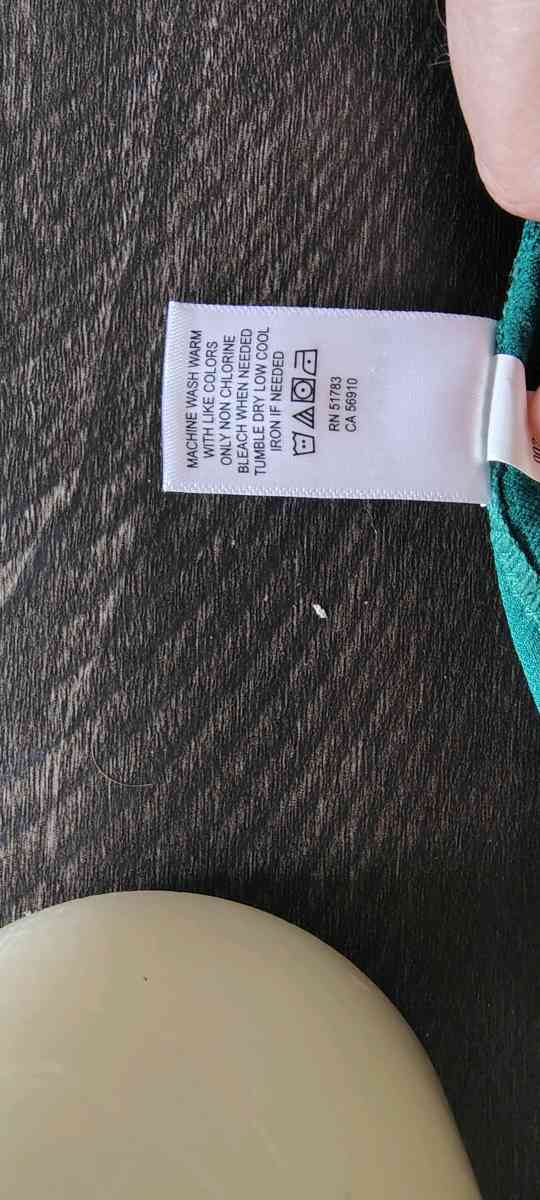 MACHINE WASH WARM
WITH LIKE COLORS
ONLY NON CHLORINE
BLEACH WHEN NEEDED
TUMBLE DRY LOW COOL
IRON IF NEEDED
RN 51783
CA 56910